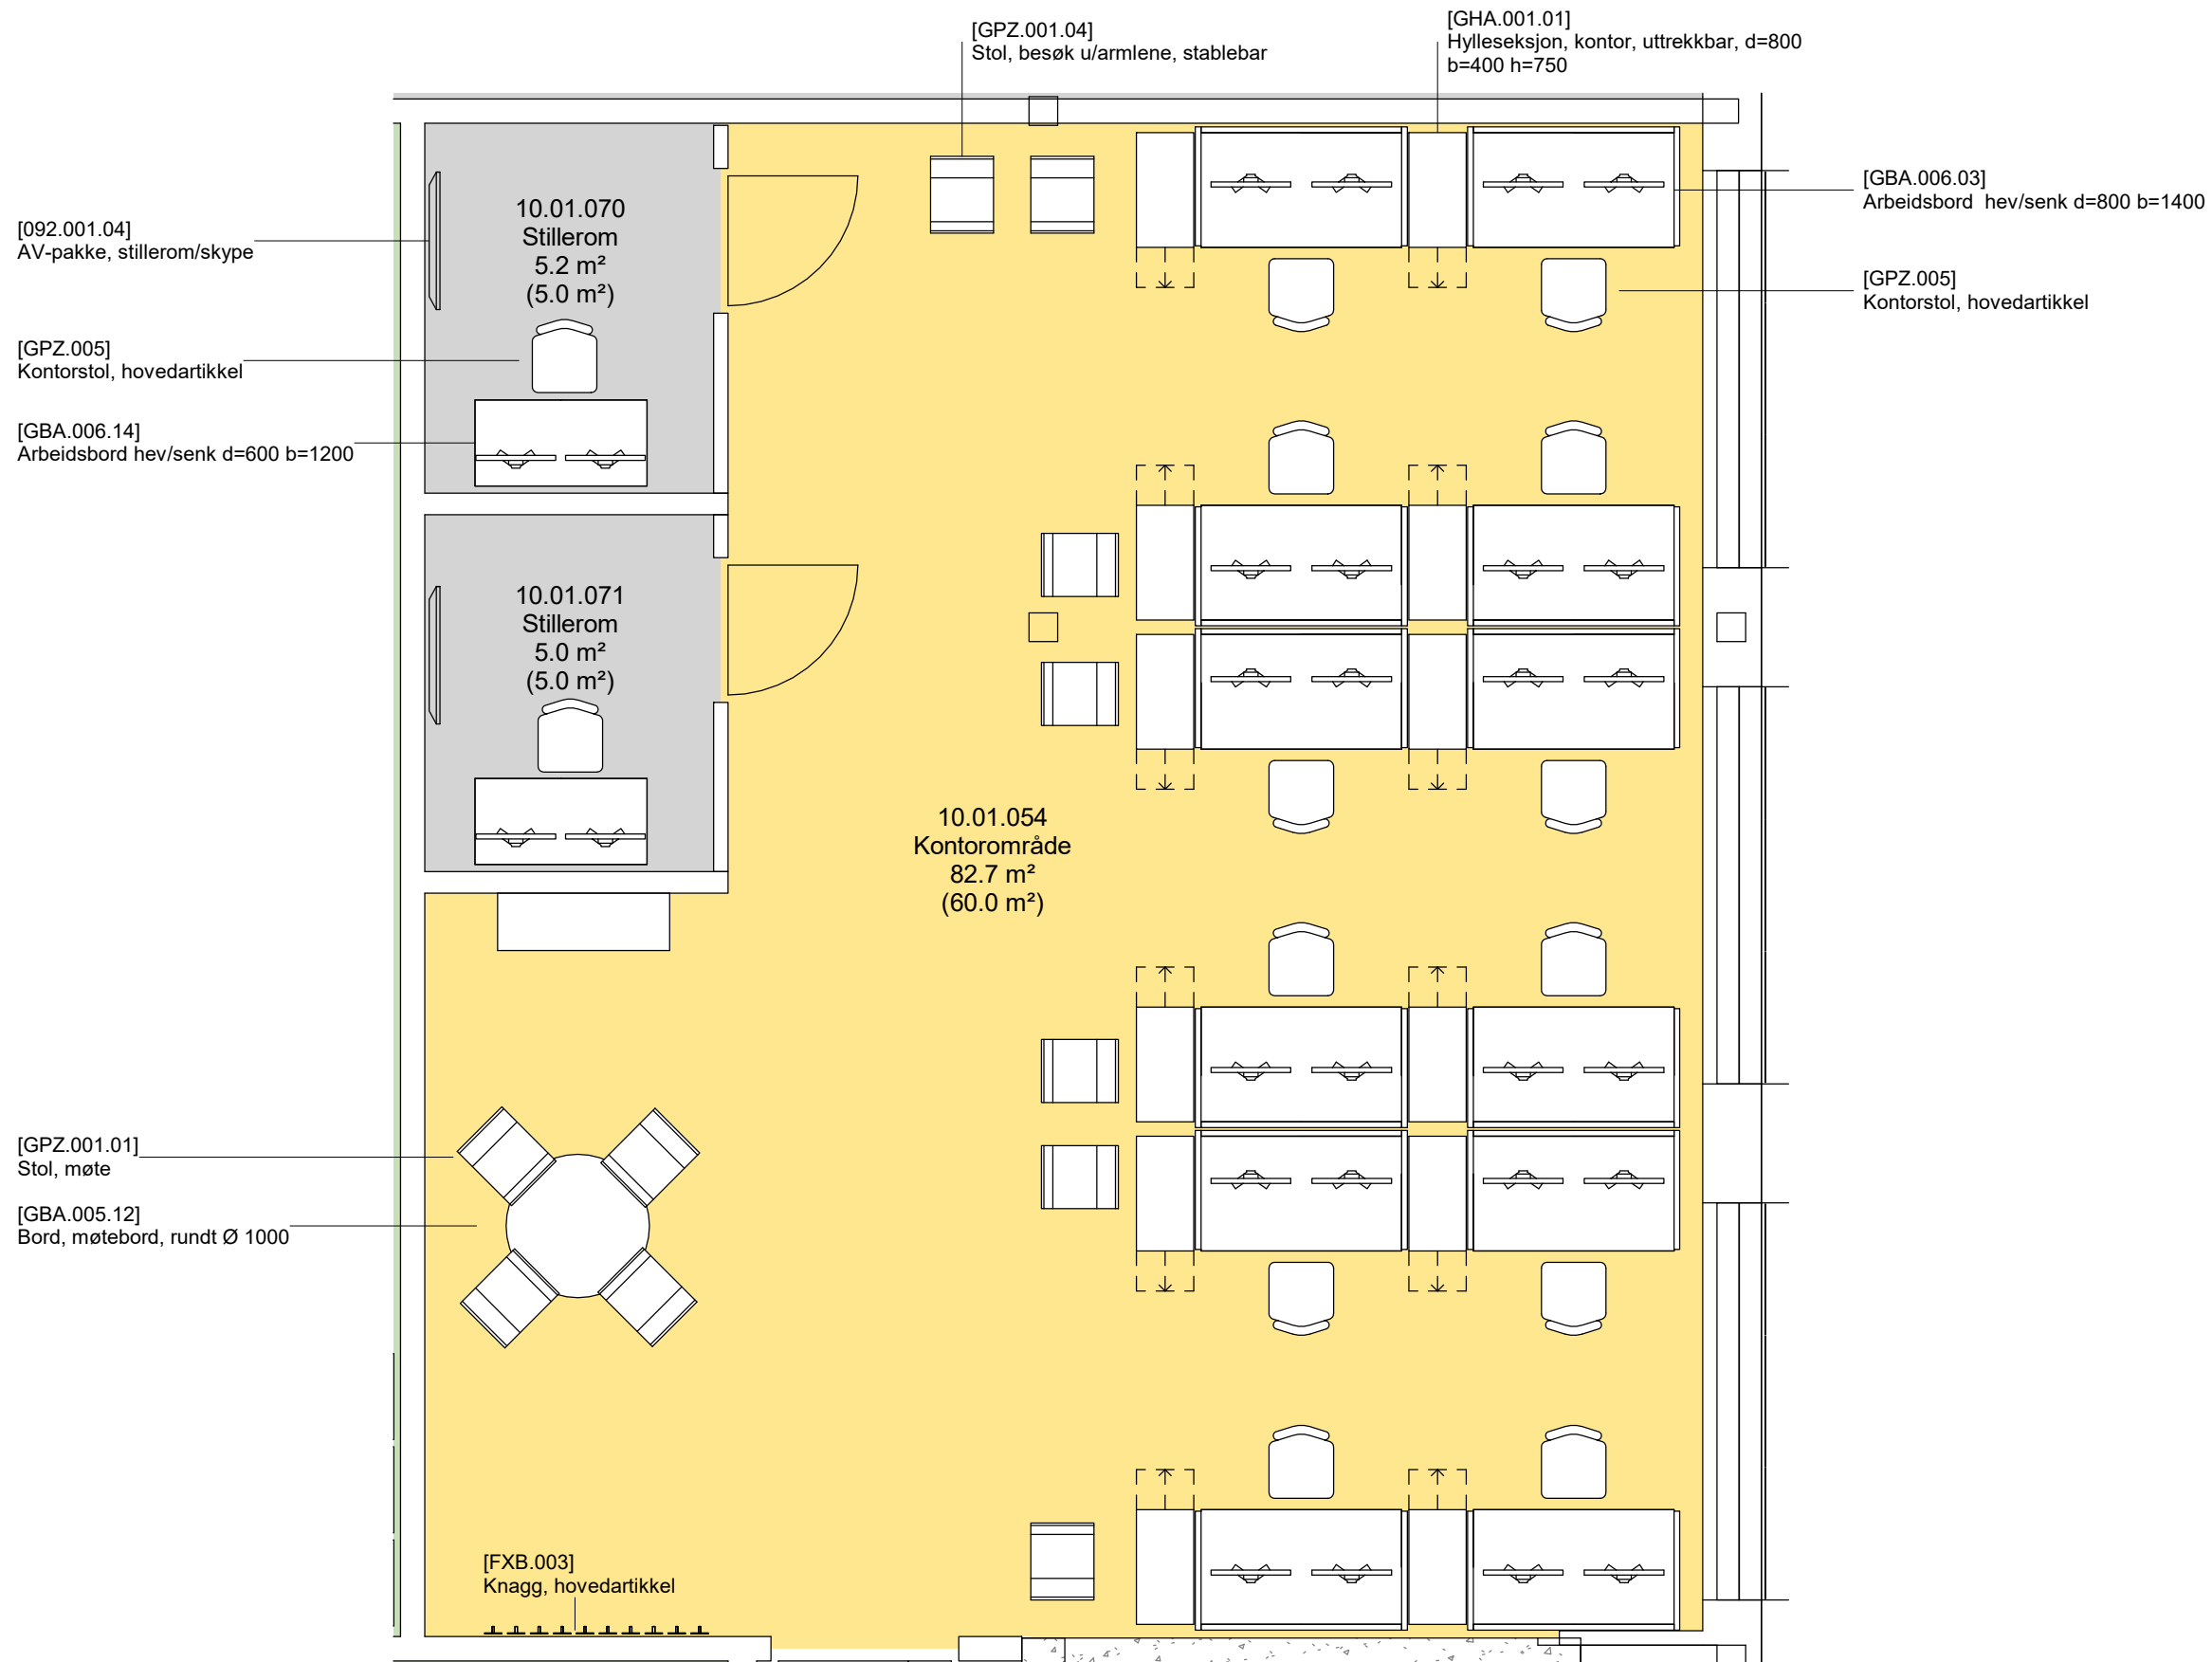 [GPZ.001.04]
Stol, besøk u/armlene, stablebar
[GHA.001.01]
Hylleseksjon, kontor, uttrekkbar, d=800
b=400 h=750
[GBA.006.03]
Arbeidsbord  hev/senk d=800 b=1400
[GPZ.005]
Kontorstol, hovedartikkel
[092.001.04]
AV-pakke, stillerom/skype
[GPZ.005]
Kontorstol, hovedartikkel
[GBA.006.14]
Arbeidsbord hev/senk d=600 b=1200
10.01.070
Stillerom
5.2 m²
(5.0 m²)
10.01.071
Stillerom
5.0 m²
(5.0 m²)
10.01.054
Kontorområde
82.7 m²
(60.0 m²)
[GPZ.001.01]
Stol, møte
[GBA.005.12]
Bord, møtebord, rundt Ø 1000
[FXB.003]
Knagg, hovedartikkel